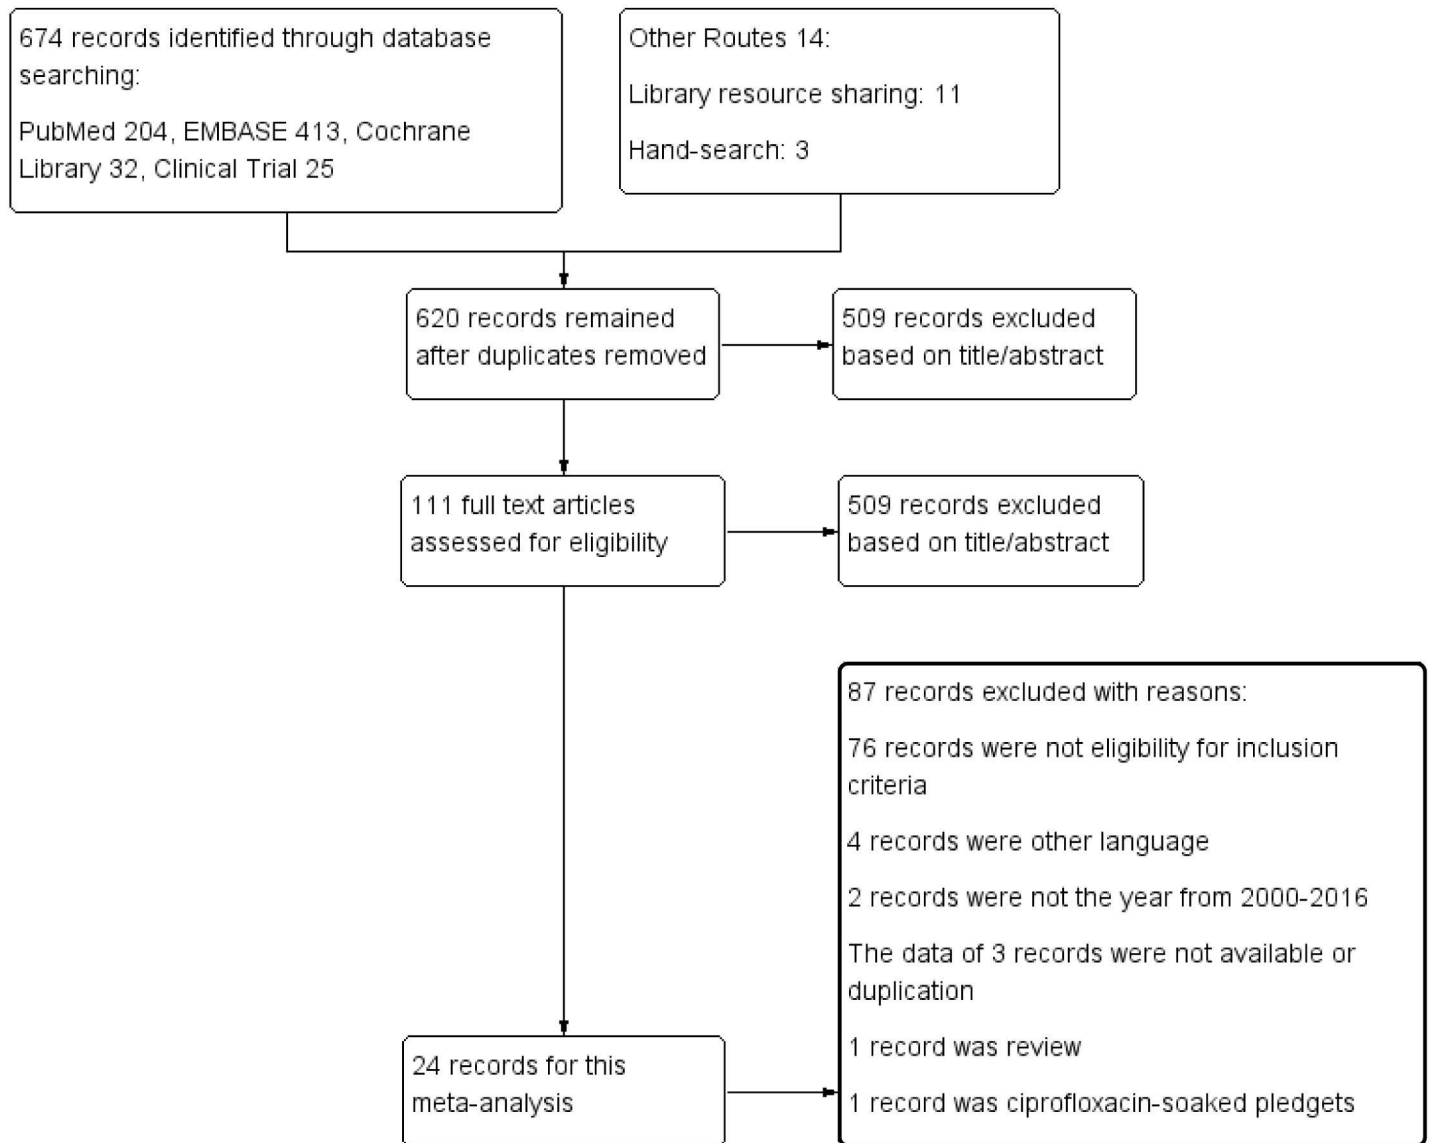 674 records identified through database
searching:
PubMed 204, EMBASE 413, Cochrane
Library 32, Clinical Trial 25
Other Routes 14:
Library resource sharing: 11
Hand-search: 3
620 records remained
after duplicates removed
509 records excluded
based on title/abstract
111 full text articles
assessed for eligibility
509 records excluded
based on title/abstract
87 records excluded with reasons:
76 records were not eligibility for inclusion
criteria
4 records were other language
2 records were not the year from 2000-2016
The data of 3 records were not available or
duplication
1 record was review
1 record was ciprofloxacin-soaked pledgets
24 records for this
meta-analysis